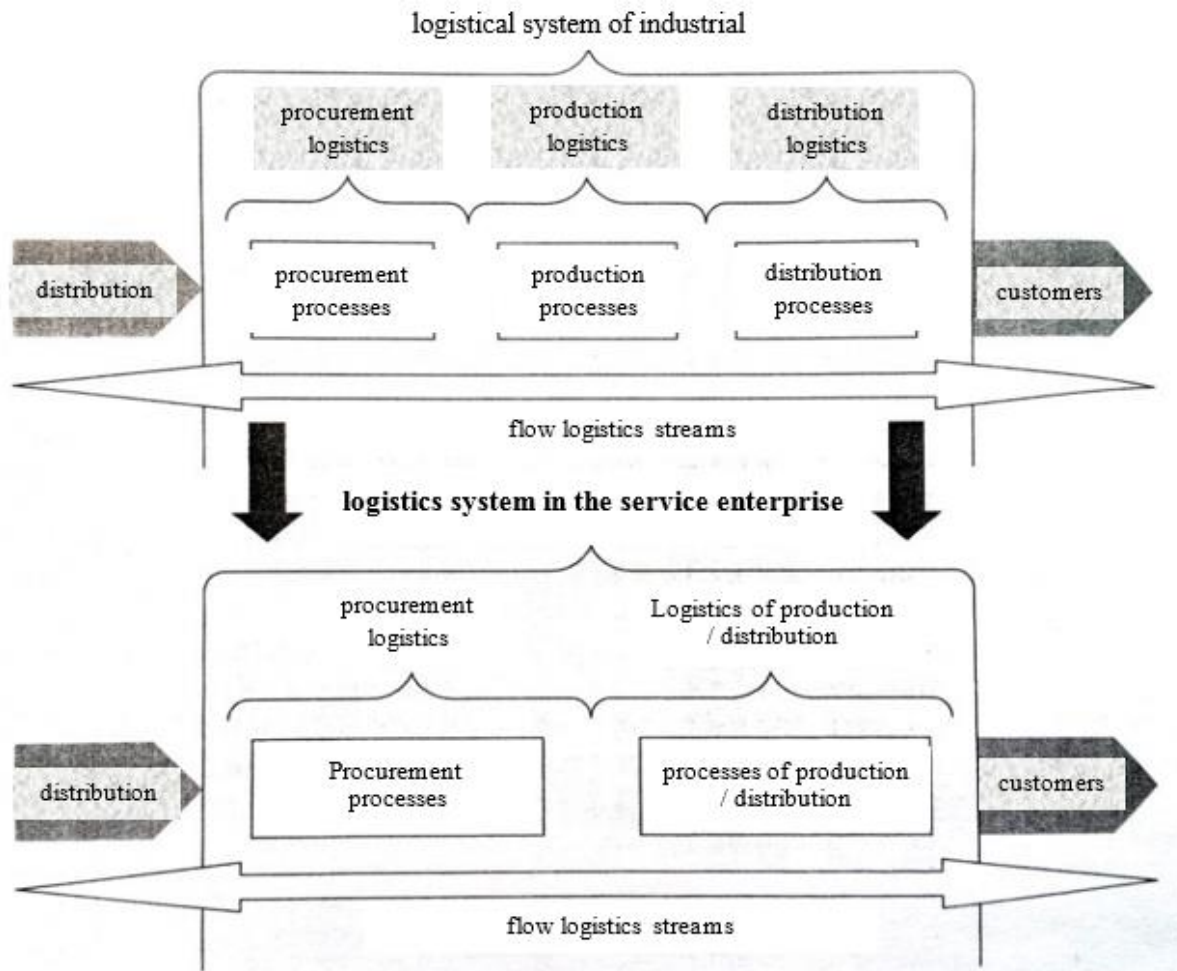 logistical system of industrial
procurement
logistics
production
logistics
distribution
logistics
distribution
procurement
processes
production
processes
distribution
processes
customers
flow logistics streams
logistics system in the service enterprise
procurement
logistics
Logistics of production
/ distribution
distribution
Procurement
processes
processes of production
/ distribution
customers
flow logistics streams